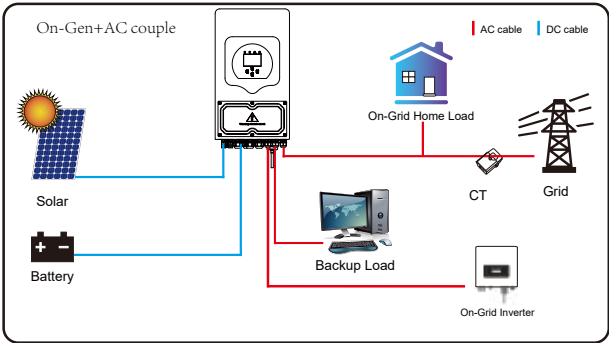 On-Gen+AC couple
AC cable
DC cable
On-Grid Home Load
Solar
CT
Grid
Battery
Backup Load
On-Grid Inverter